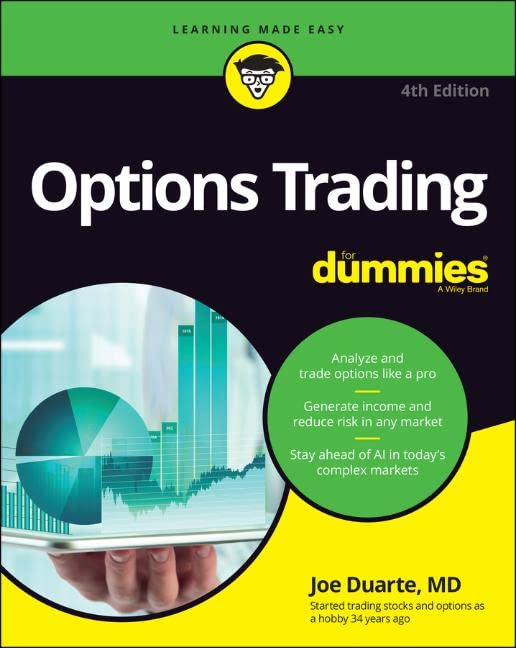 LEARNING MADE EASY
4th Edition
Options Trading
for
dummies®
A Wiley Brand
Analyze and
trade options like a pro
Generate income and
reduce risk in any market
Stay ahead of AI in today's
complex markets
Joe Duarte, MD
Started trading stocks and options as
a hobby 34 years ago